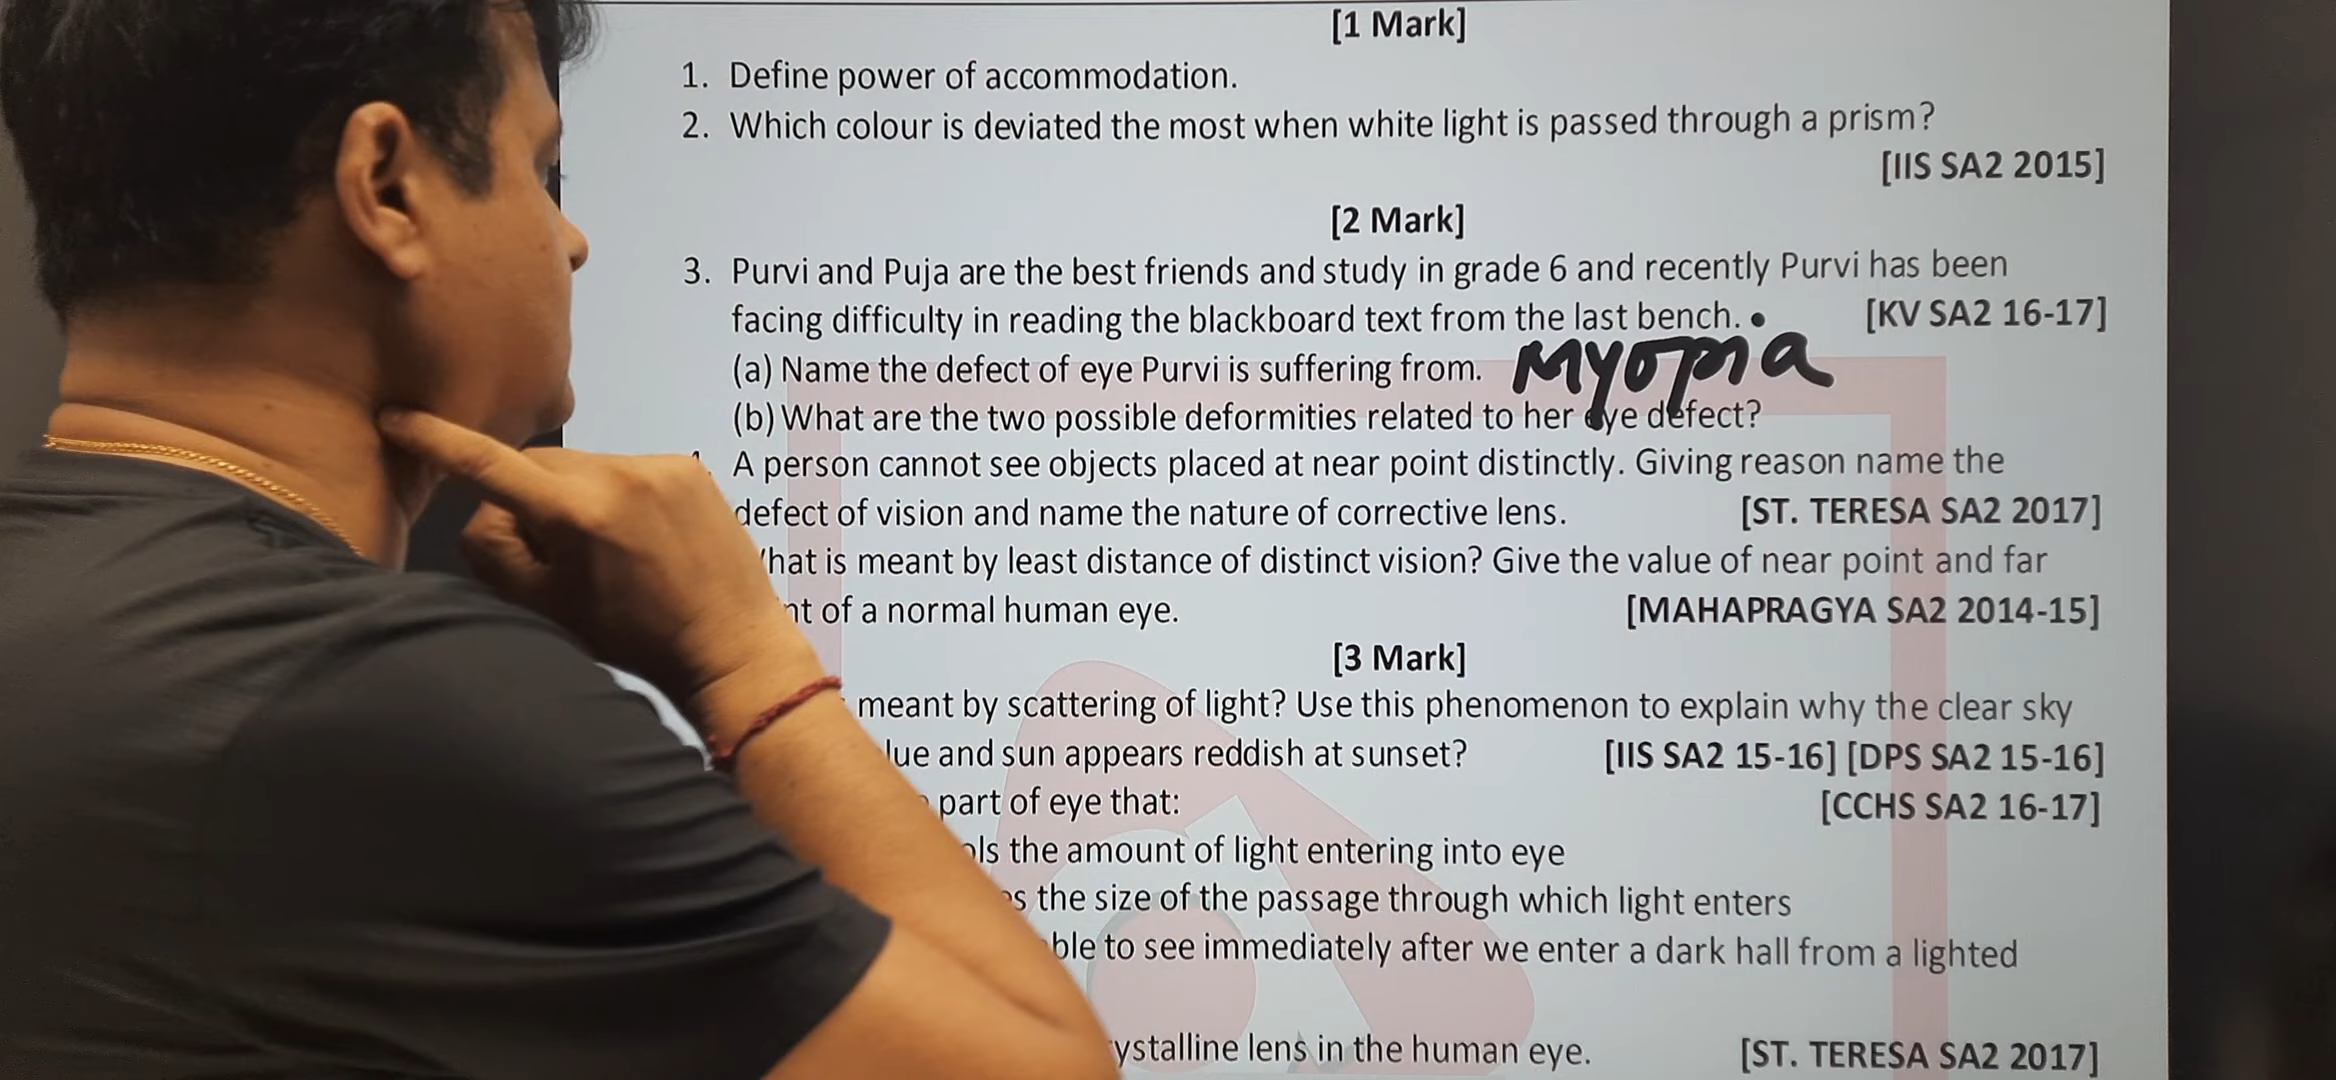 [1 Mark]
1. Define power of accommodation.
2. Which colour is deviated the most when white light is passed through a prism?
[IIS SA2 2015]
[2 Mark]
3. Purvi and Puja are the best friends and study in grade 6 and recently Purvi has been
facing difficulty in reading the blackboard text from the last bench. [KV SA2 16-17]
(a) Name the defect of eye Purvi is suffering from. Myopia
(b) What are the two possible deformities related to her eye defect?
A person cannot see objects placed at near point distinctly. Giving reason name the
defect of vision and name the nature of corrective lens. [ST. TERESA SA2 2017]
hat is meant by least distance of distinct vision? Give the value of near point and far
nt of a normal human eye. [MAHAPRAGYA SA2 2014-15]
[3 Mark]
meant by scattering of light? Use this phenomenon to explain why the clear sky
lue and sun appears reddish at sunset? [IIS SA2 15-16] [DPS SA2 15-16]
part of eye that: [CCHS SA2 16-17]
ls the amount of light entering into eye
s the size of the passage through which light enters
ble to see immediately after we enter a dark hall from a lighted
ystalline lens in the human eye. [ST. TERESA SA2 2017]